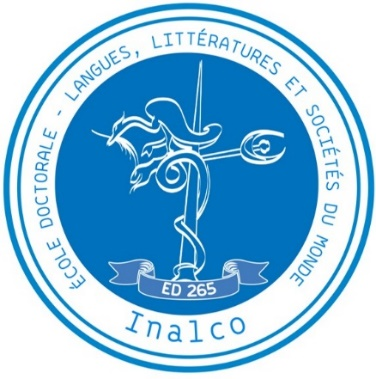 ÉCOLE DOCTORALE - LANGUES, LITTÉRATURES ET SOCIÉTÉS DU MONDE
ED 265
Inalco